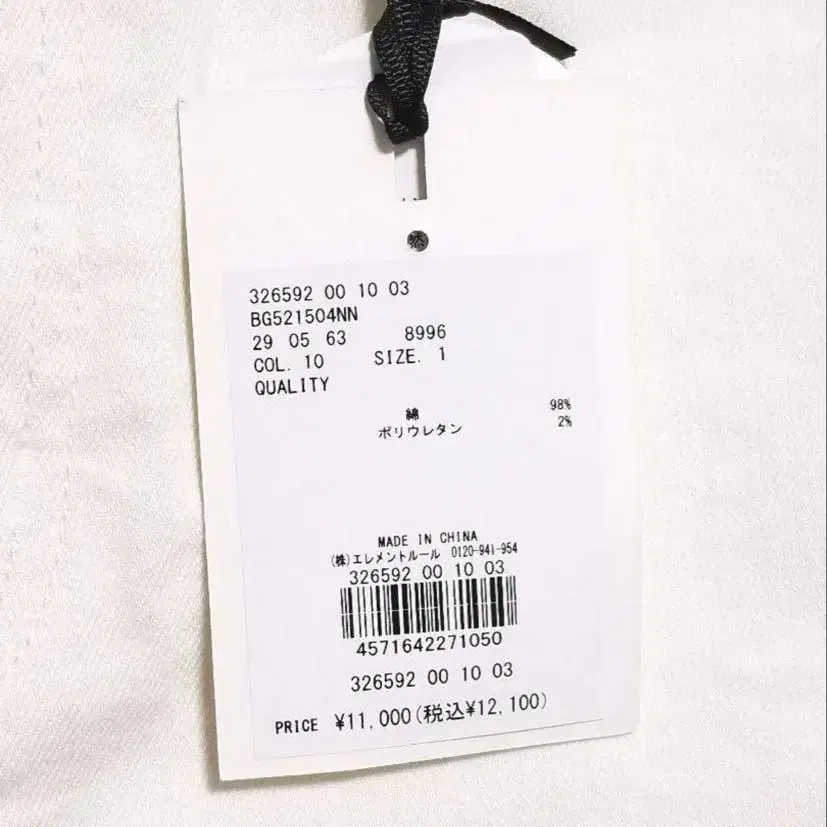 添
326592 00 10 03
BG521504NN
29 05 63 8996
COL. 10 SIZE. 1
QUALITY
綿 98%
ポリウレタン 2%
MADE IN CHINA
(株)エレメントルール 0120-941-954
326592 00 10 03
4571642271050
326592 00 10 03
PRICE ¥11,000(税込¥12,100)